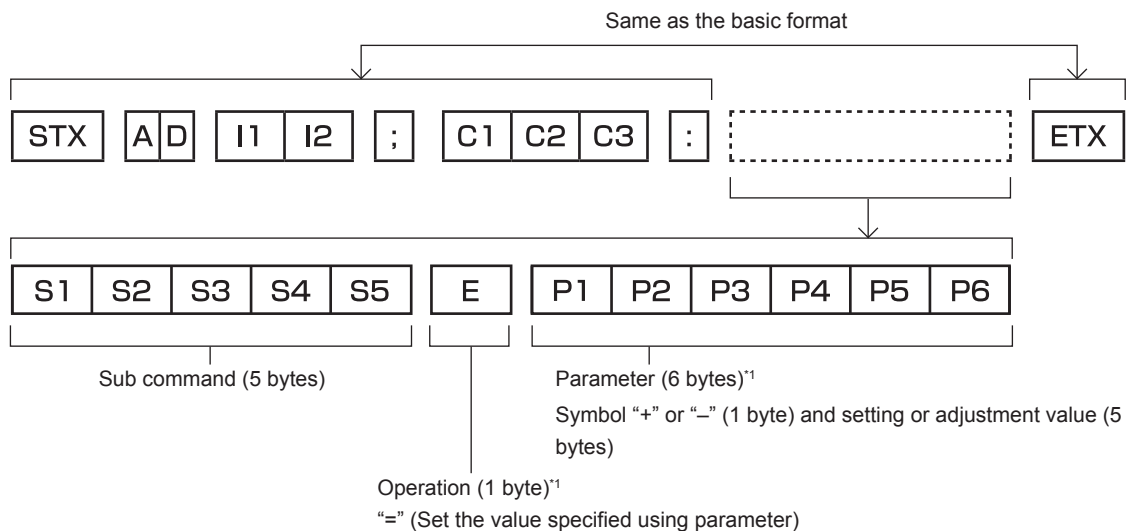 Same as the basic format
STX AD I1 I2 ; C1 C2 C3 : ETX
S1 S2 S3 S4 S5 E P1 P2 P3 P4 P5 P6
Sub command (5 bytes)
Parameter (6 bytes)*1
Symbol “+” or “–” (1 byte) and setting or adjustment value (5
bytes)
Operation (1 byte)*1
“=” (Set the value specified using parameter)